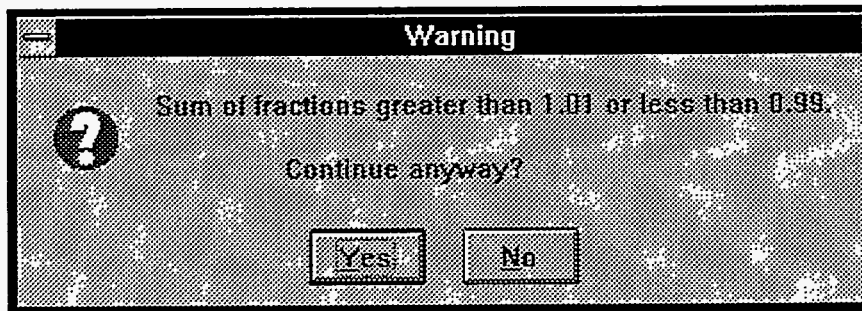 Warning
Sum of fractions greater than 1.01 or less than 0.99.
Continue anyway?
Yes No